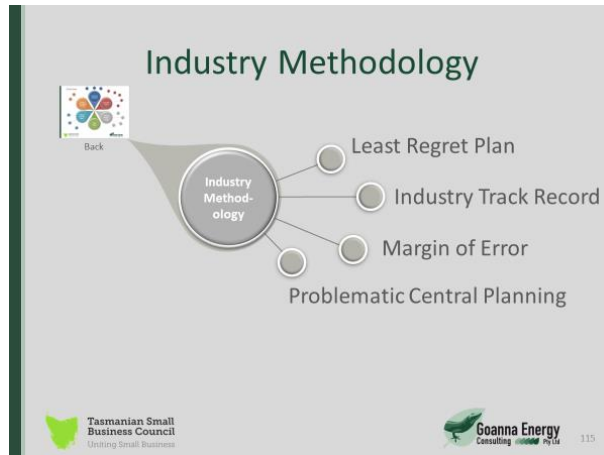 Industry Methodology
Back
Industry
Method-
ology
Least Regret Plan
Industry Track Record
Margin of Error
Problematic Central Planning
Tasmanian Small
Business Council
Uniting Small Business
Goanna Energy
Consulting Pty Ltd
115